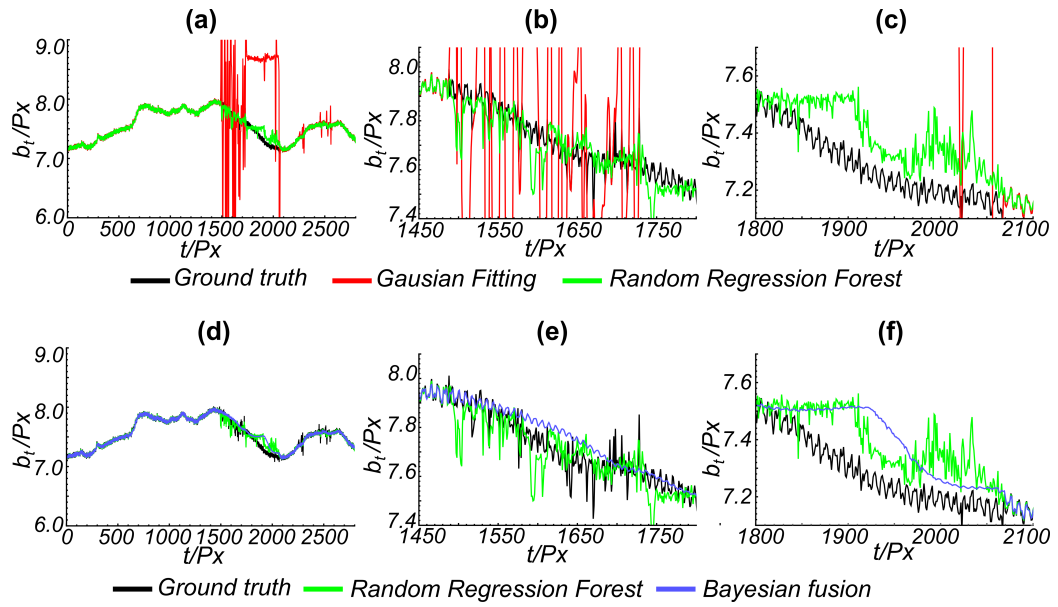 (a)
(b)
(c)
9.0
8.0
7.0
6.0
b_t/Px
0 500 1000 1500 2000 2500
t/Px
8.0
7.8
7.6
7.4
b_t/Px
1450 1550 1650 1750
t/Px
7.6
7.4
7.2
b_t/Px
1800 1900 2000 2100
t/Px
Ground truth Gausian Fitting Random Regression Forest
(d)
(e)
(f)
9.0
8.0
7.0
6.0
b_t/Px
0 500 1000 1500 2000 2500
t/Px
8.0
7.8
7.6
7.4
b_t/Px
1450 1550 1650 1750
t/Px
7.6
7.4
7.2
b_t/Px
1800 1900 2000 2100
t/Px
Ground truth Random Regression Forest Bayesian fusion